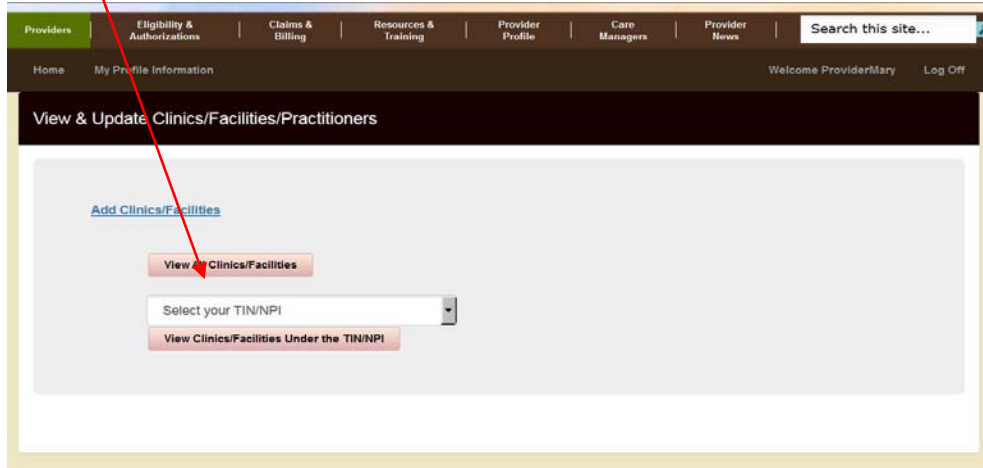 Providers | Eligibility & Authorizations | Claims & Billing | Resources & Training | Provider Profile | Care Managers | Provider News | Search this site...
Home My Profile Information Welcome ProviderMary Log Off
View & Update Clinics/Facilities/Practitioners
Add Clinics/Facilities
View All Clinics/Facilities
Select your TIN/NPI
View Clinics/Facilities Under the TIN/NPI